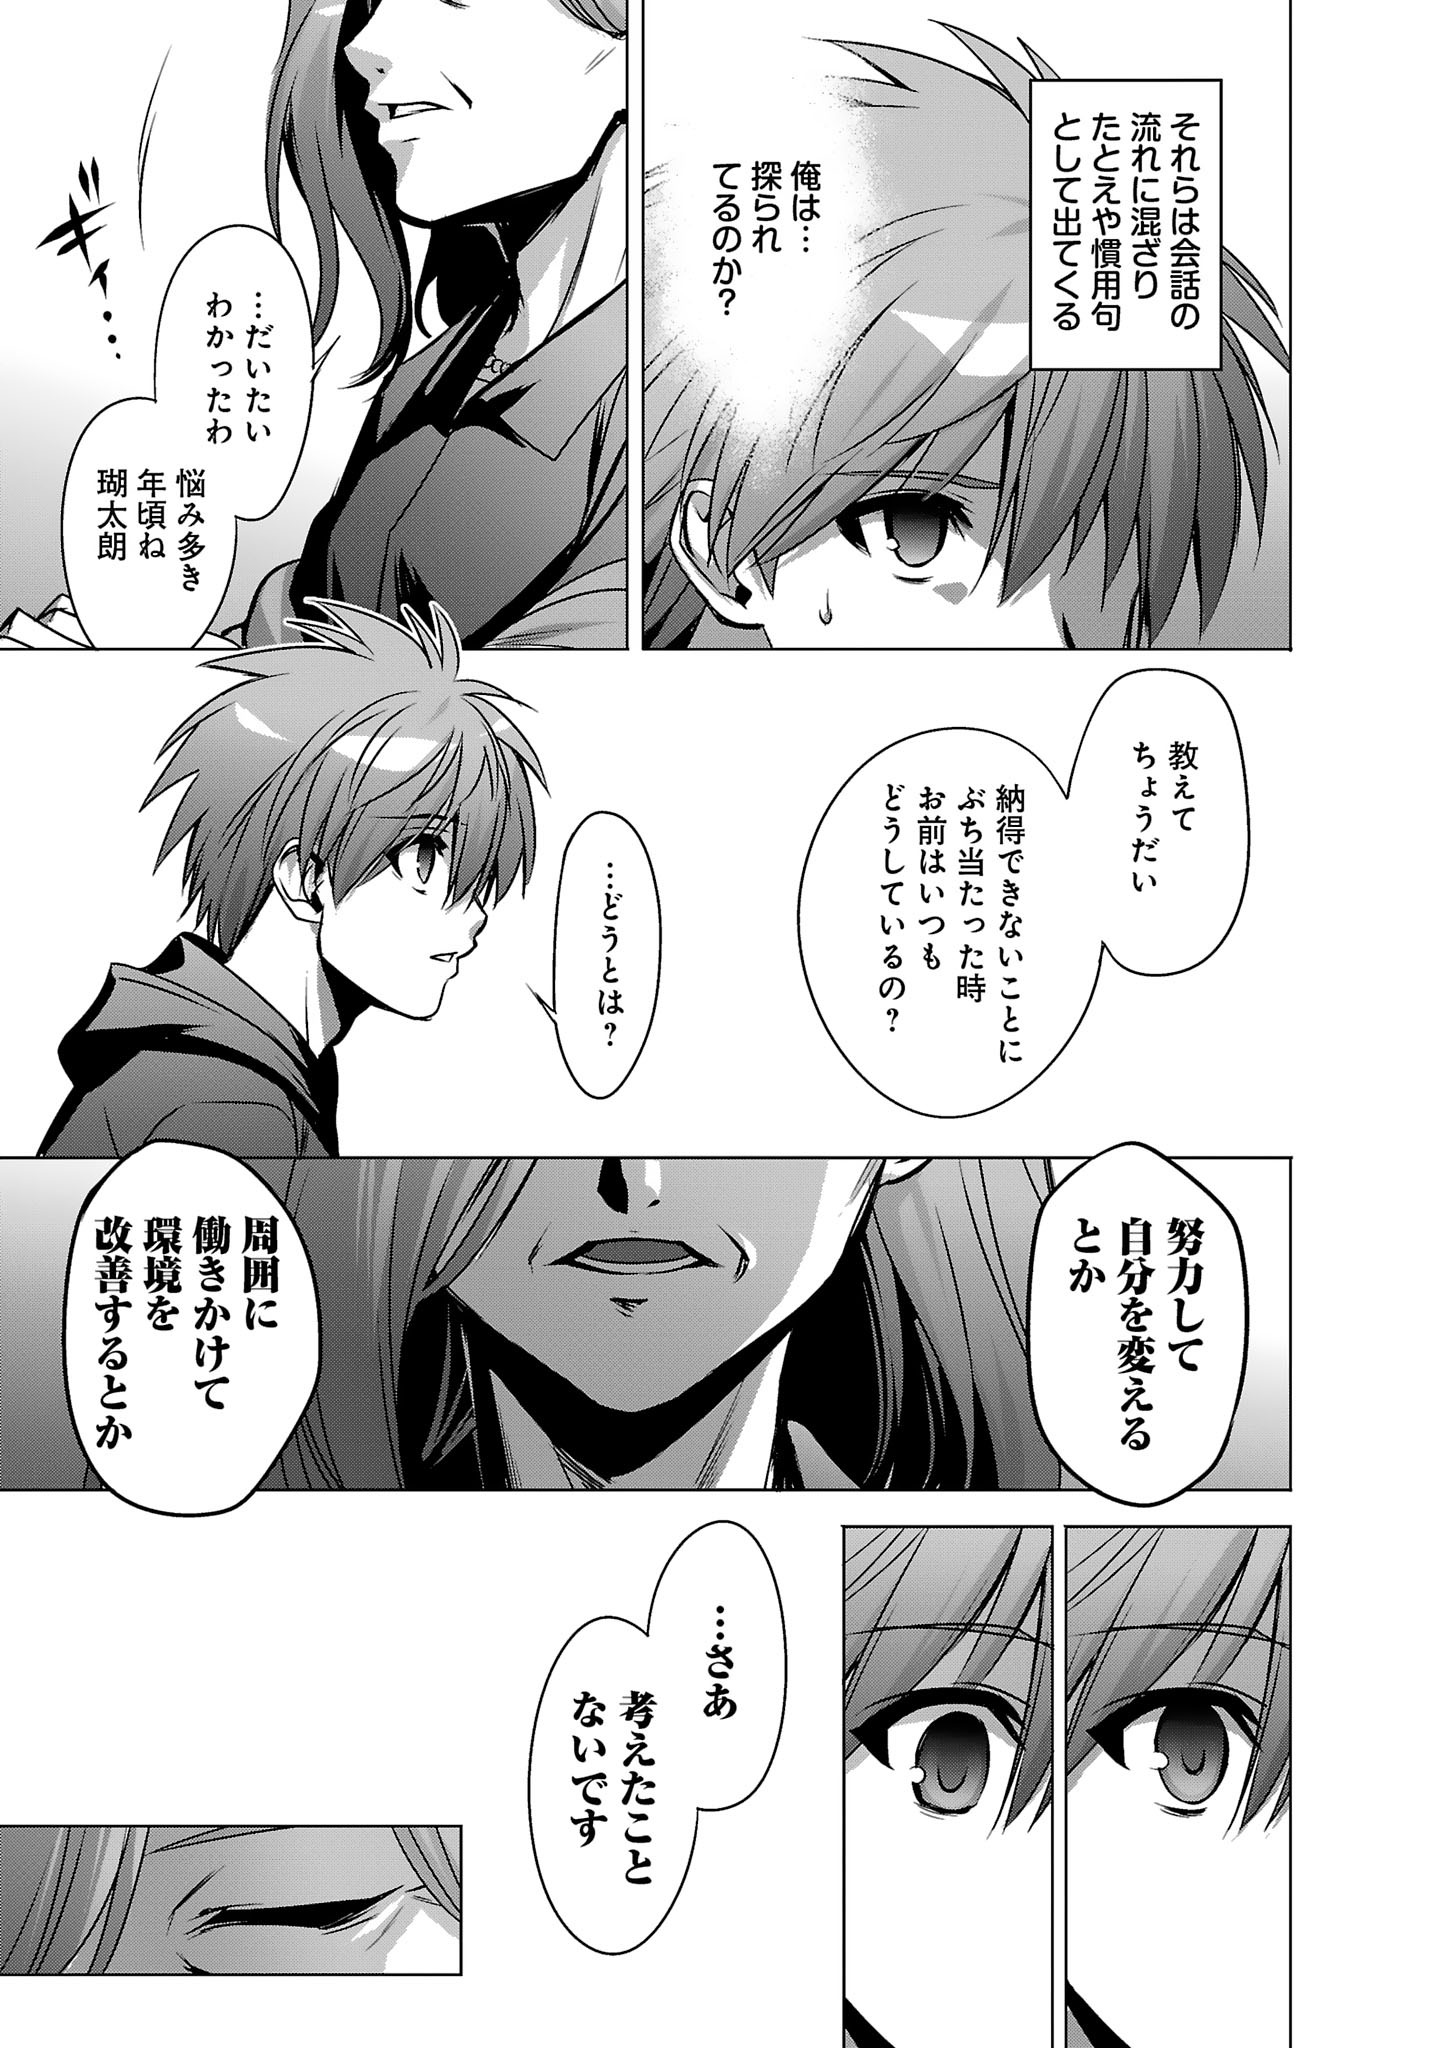 それらは会話の
流れに混ざり
たとえや慣用句
として出てくる
俺は…
探られ
てるのか?
…だいたい
わかったわ
悩み多き
年頃ね
瑚太朗
ギッ…
教えて
ちょうだい
納得できないことに
ぶち当たった時
お前はいつも
どうしているの?
…どうとは?
努力して
自分を変える
とか
周囲に
働きかけて
環境を
改善するとか
…さあ
考えたこと
ないです